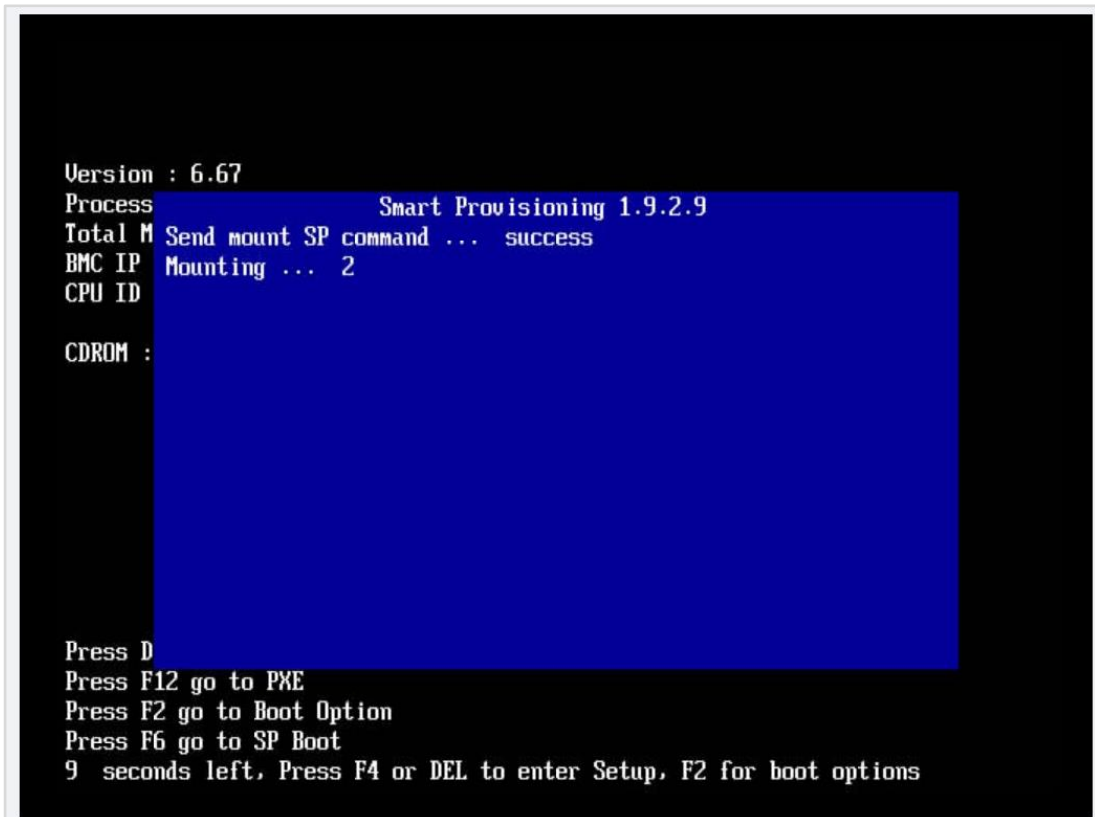 Version : 6.67
Process
Smart Provisioning 1.9.2.9
Total M
Send mount SP command ... success
BMC IP
Mounting ... 2
CPU ID
CDROM :
Press D
Press F12 go to PXE
Press F2 go to Boot Option
Press F6 go to SP Boot
9 seconds left, Press F4 or DEL to enter Setup, F2 for boot options